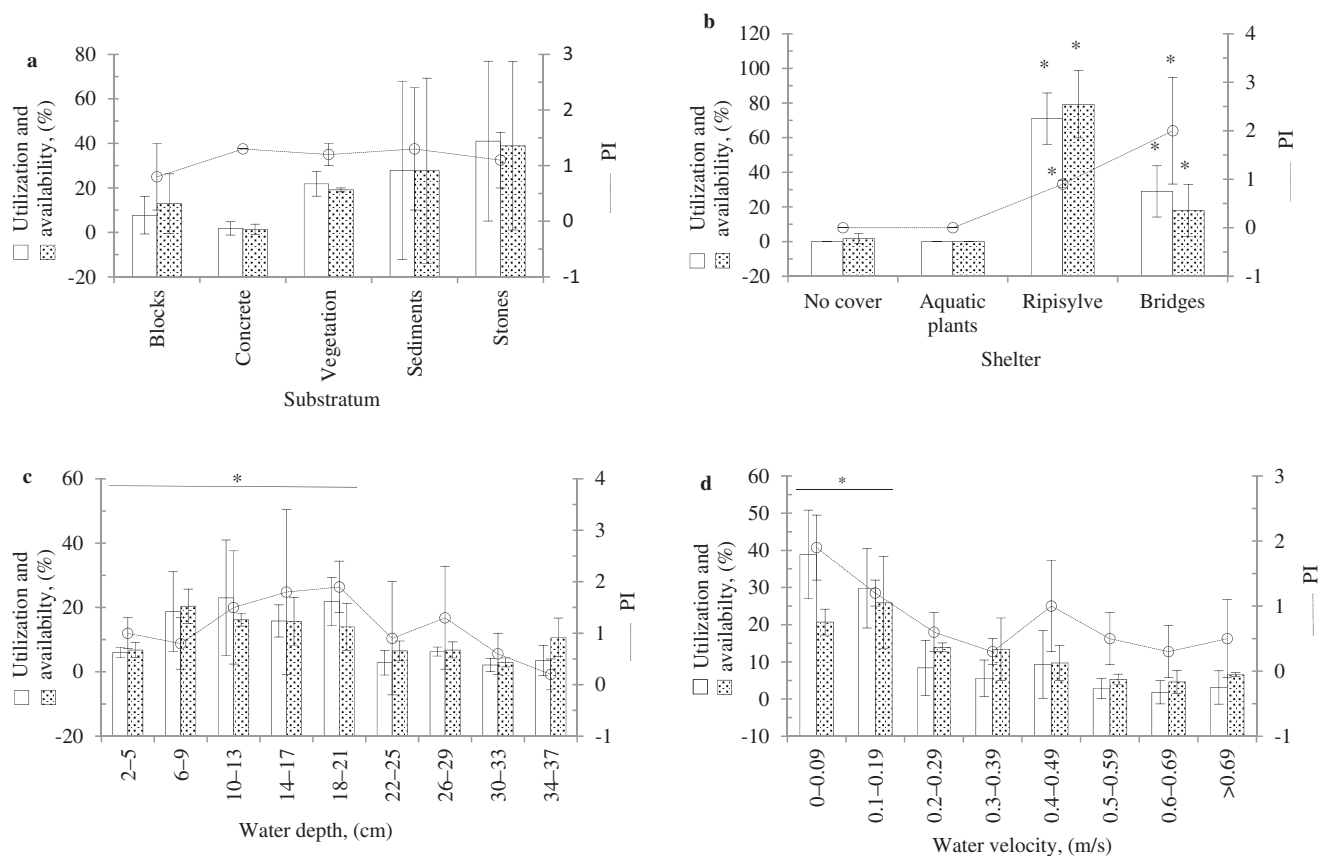 a
Utilization and
availability, (%)
80
60
40
20
0
-20
3
2
1
0
-1
PI
Blocks
Concrete
Vegetation
Sediments
Stones
Substratum
b
Utilization and
availability, (%)
120
100
80
60
40
20
0
-20
* * *
* * *
4
3
2
1
0
-1
PI
No cover Aquatic plants Ripisylve Bridges
Shelter
c
Utilization and
availabilty, (%)
60
40
20
0
-20
*
4
3
2
1
0
-1
PI
2–5
6–9
10–13
14–17
18–21
22–25
26–29
30–33
34–37
Water depth, (cm)
d
Utilization and
availability, (%)
60
50
40
30
20
10
0
-10
*
3
2
1
0
-1
PI
0–0.09
0.1–0.19
0.2–0.29
0.3–0.39
0.4–0.49
0.5–0.59
0.6–0.69
>0.69
Water velocity, (m/s)